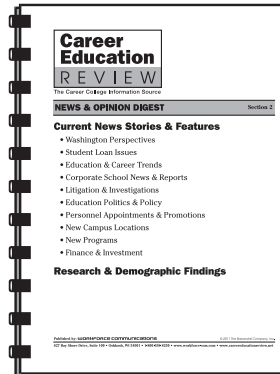 Career
Education
REVIEW
The Career College Information Source
NEWS & OPINION DIGEST Section 2
Current News Stories & Features
• Washington Perspectives
• Student Loan Issues
• Education & Career Trends
• Corporate School News & Reports
• Litigation & Investigations
• Education Politics & Policy
• Personnel Appointments & Promotions
• New Campus Locations
• New Programs
• Finance & Investment
Research & Demographic Findings
Published by: WORKFORCE COMMUNICATIONS